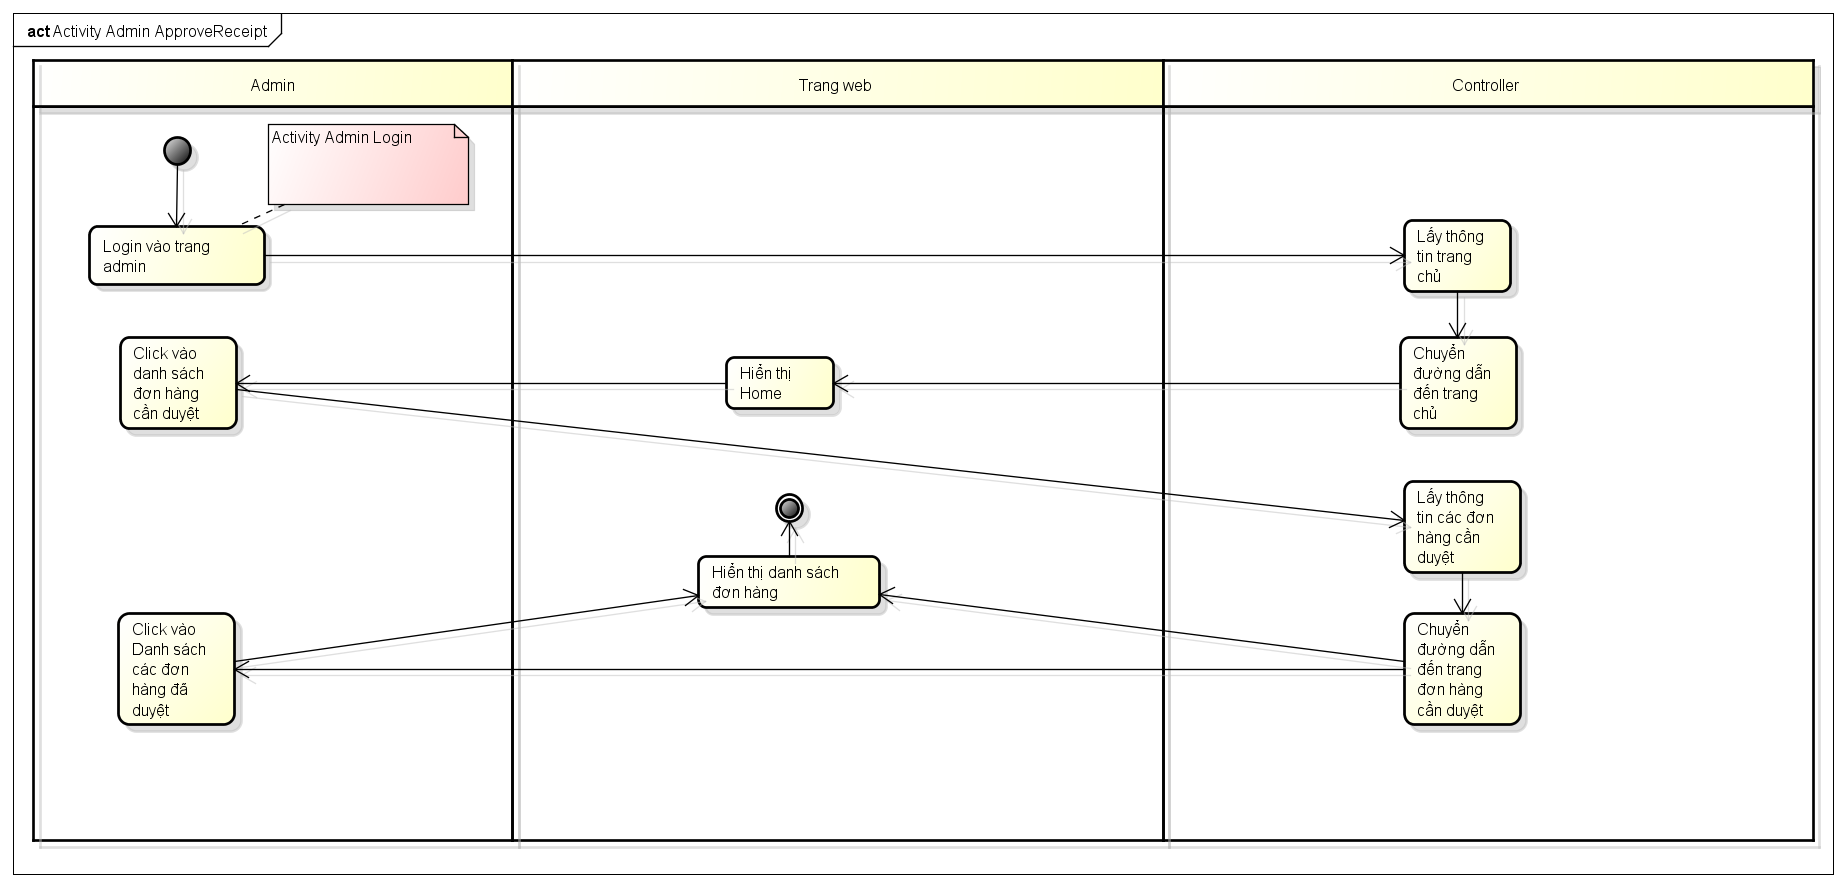 act Activity Admin ApproveReceipt
Admin
Trang web
Controller
Activity Admin Login
Login vào trang
admin
Lấy thông
tin trang
chủ
Click vào
danh sách
đơn hàng
cần duyệt
Hiển thị
Home
Chuyển
đường dẫn
đến trang
chủ
Lấy thông
tin các đơn
hàng cần
duyệt
Hiển thị danh sách
đơn hàng
Click vào
Danh sách
các đơn
hàng đã
duyệt
Chuyển
đường dẫn
đến trang
đơn hàng
cần duyệt